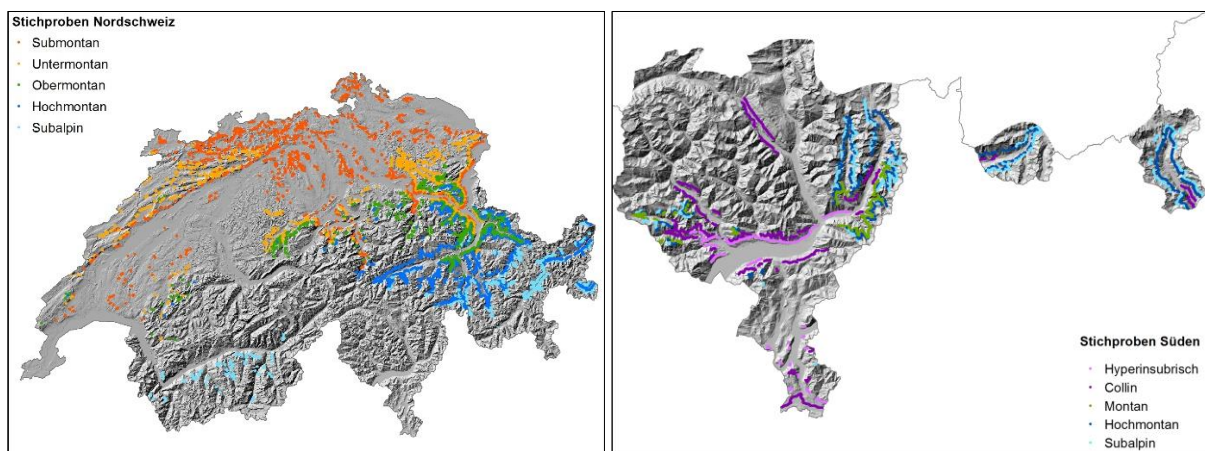 Stichproben Nordschweiz
Submontan
Untermontan
Obermontan
Hochmontan
Subalpin
Stichproben Süden
Hyperinsubrisch
Collin
Montan
Hochmontan
Subalpin